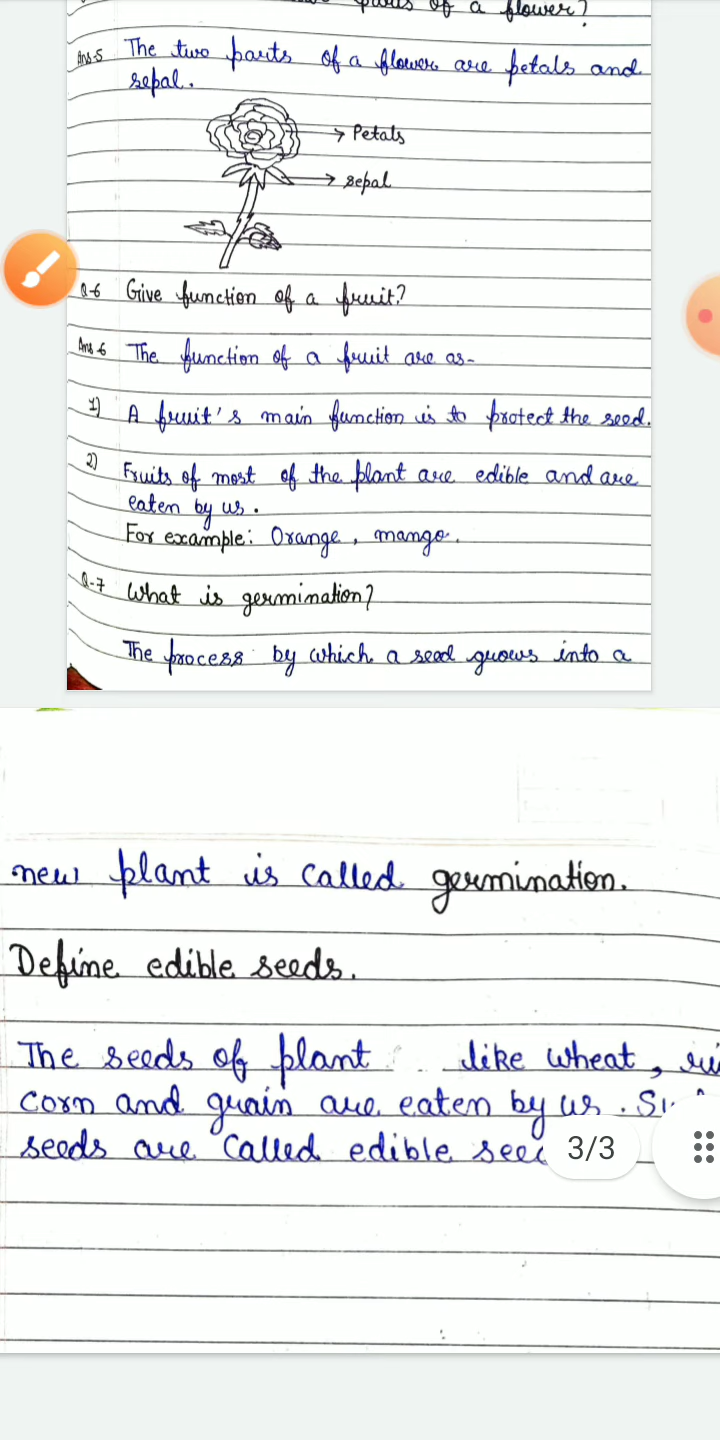 parts of a flower?
Ans-5 The two parts of a flower are petals and
sepal.
→ Petals
→ sepal
Q-6 Give function of a fruit?
Ans-6 The function of a fruit are as-
1) A fruit's main function is to protect the seed.
2) Fruits of most of the plant are edible and are
eaten by us.
For example: Orange, mango.
Q-7 What is germination?
The process by which a seed grows into a
new plant is called germination.
Define edible seeds.
The seeds of plant like wheat,
corn and grain are eaten by us.
seeds are called edible
3/3